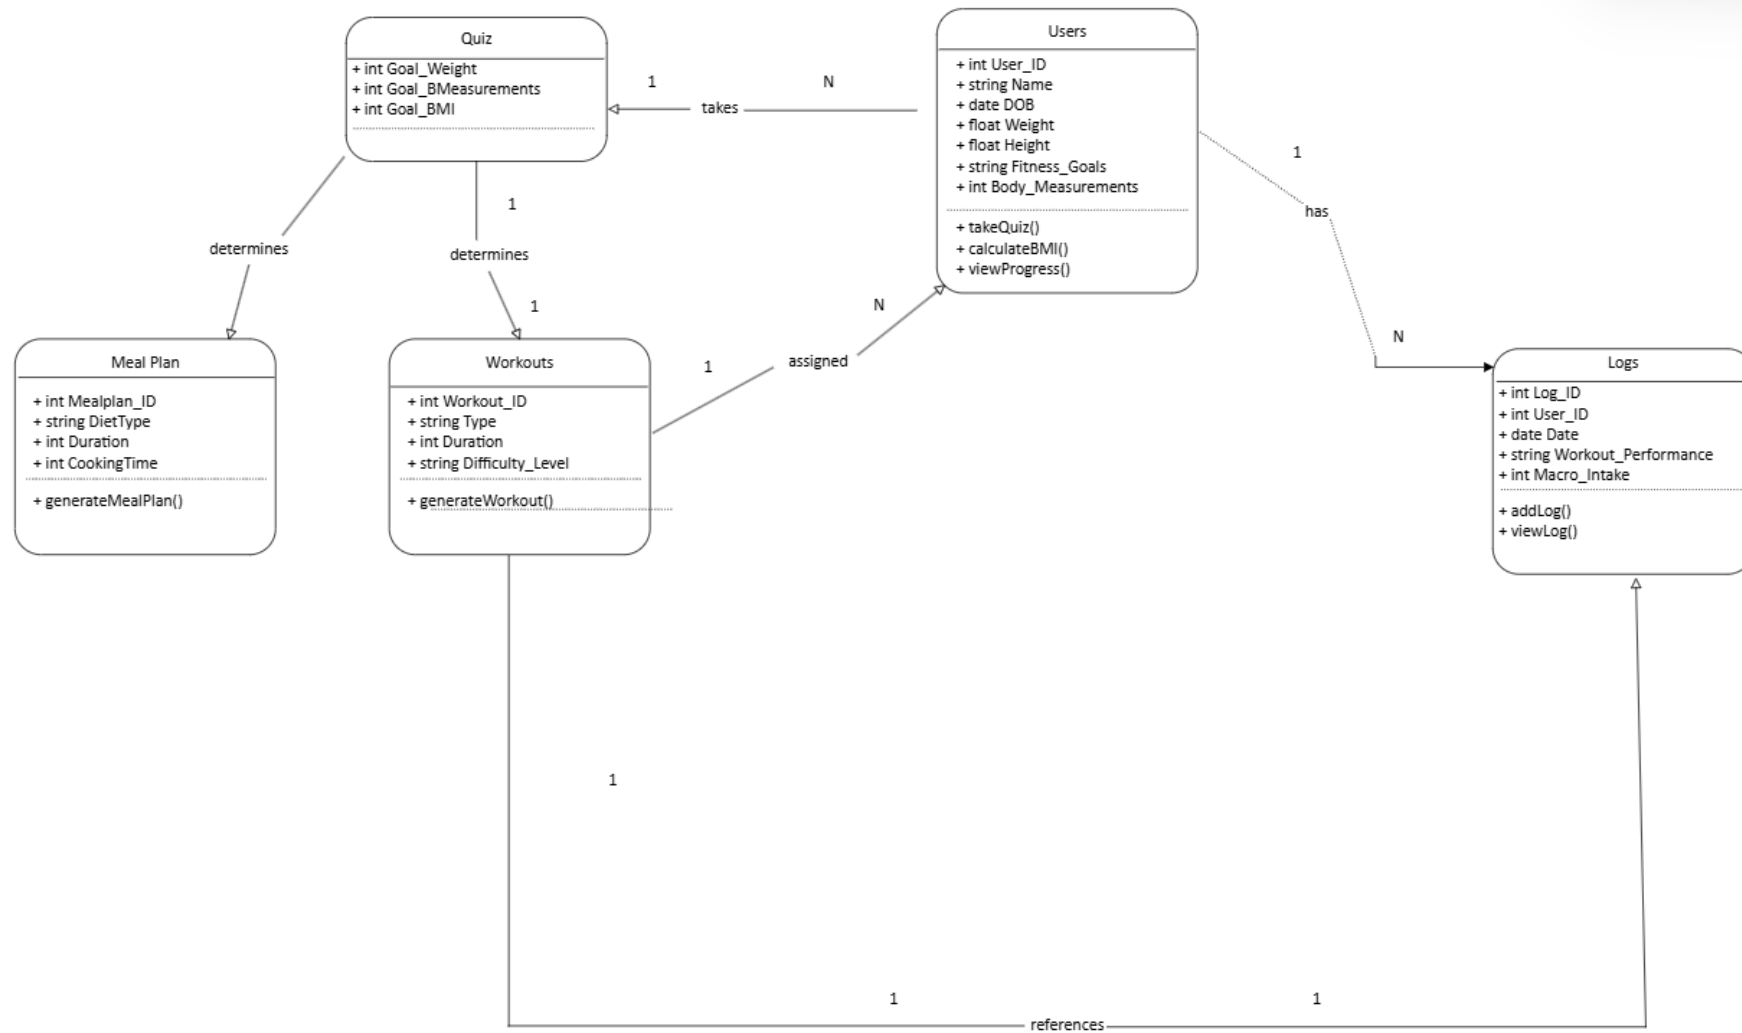 Quiz
+ int Goal_Weight
+ int Goal_BMeasurements
+ int Goal_BMI
Users
+ int User_ID
+ string Name
+ date DOB
+ float Weight
+ float Height
+ string Fitness_Goals
+ int Body_Measurements
+ takeQuiz()
+ calculateBMI()
+ viewProgress()
1
takes
N
1
has
N
determines
1
determines
1
1
assigned
N
Meal Plan
+ int Mealplan_ID
+ string DietType
+ int Duration
+ int CookingTime
+ generateMealPlan()
Workouts
+ int Workout_ID
+ string Type
+ int Duration
+ string Difficulty_Level
+ generateWorkout()
Logs
+ int Log_ID
+ int User_ID
+ date Date
+ string Workout_Performance
+ int Macro_Intake
+ addLog()
+ viewLog()
1
1
references
1